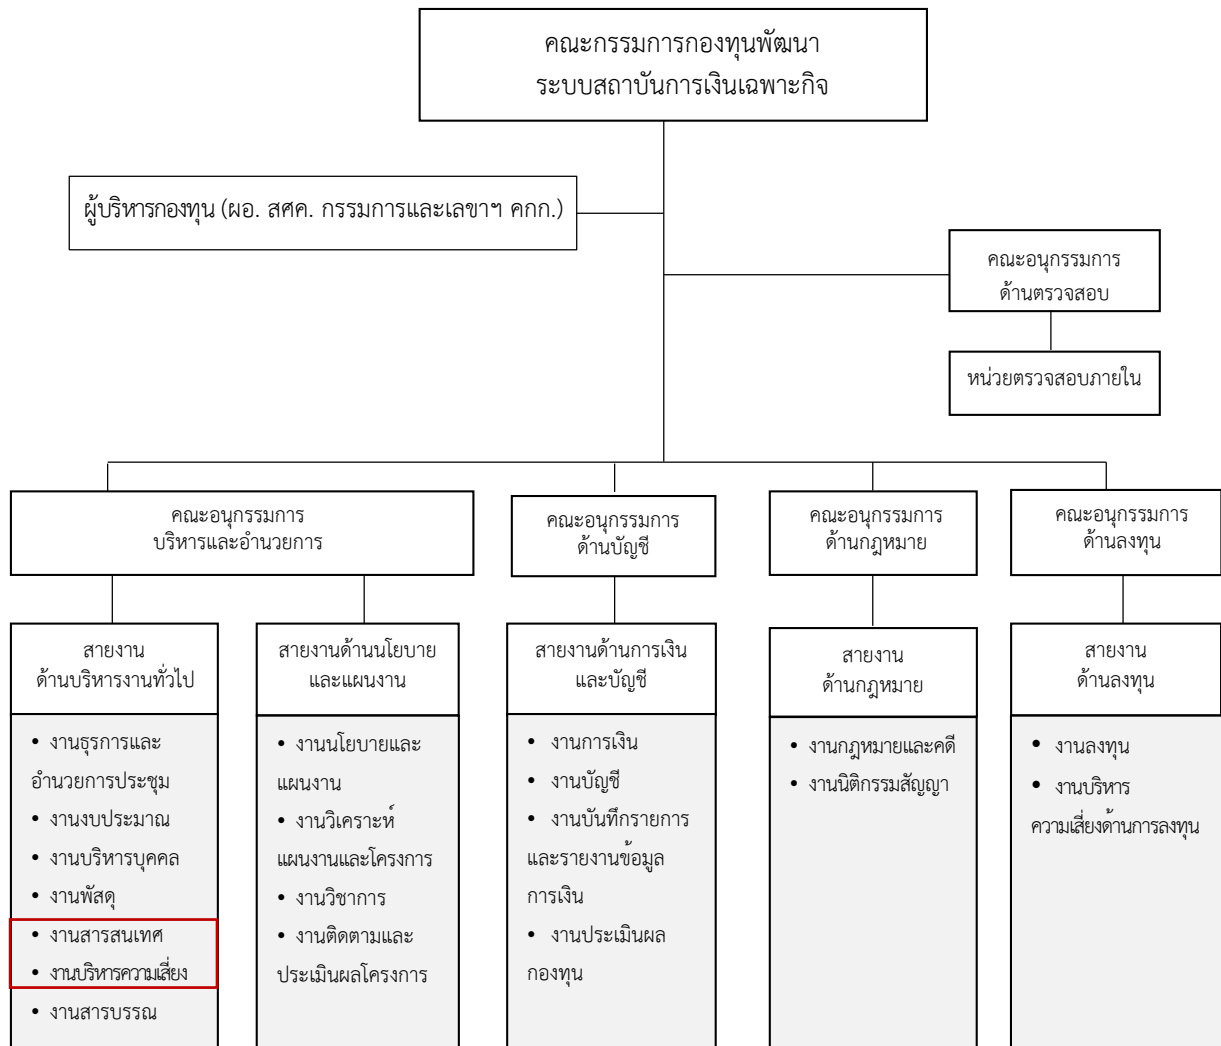 คณะกรรมการกองทุนพัฒนา
ระบบสถาบันการเงินเฉพาะกิจ
ผู้บริหารกองทุน (ผอ. สศค. กรรมการและเลขาฯ คกก.)
คณะอนุกรรมการ
ด้านตรวจสอบ
หน่วยตรวจสอบภายใน
คณะอนุกรรมการ
บริหารและอำนวยการ
คณะอนุกรรมการ
ด้านบัญชี
คณะอนุกรรมการ
ด้านกฎหมาย
คณะอนุกรรมการ
ด้านลงทุน
สายงาน
ด้านบริหารงานทั่วไป
• งานธุรการและ
อำนวยการประชุม
• งานงบประมาณ
• งานบริหารบุคคล
• งานพัสดุ
• งานสารสนเทศ
• งานบริหารความเสี่ยง
• งานสารบรรณ
สายงานด้านนโยบาย
และแผนงาน
• งานนโยบายและ
แผนงาน
• งานวิเคราะห์
แผนงานและโครงการ
• งานวิชาการ
• งานติดตามและ
ประเมินผลโครงการ
สายงานด้านการเงิน
และบัญชี
• งานการเงิน
• งานบัญชี
• งานบันทึกรายการ
และรายงานข้อมูล
การเงิน
• งานประเมินผล
กองทุน
สายงาน
ด้านกฎหมาย
• งานกฎหมายและคดี
• งานนิติกรรมสัญญา
สายงาน
ด้านลงทุน
• งานลงทุน
• งานบริหาร
ความเสี่ยงด้านการลงทุน